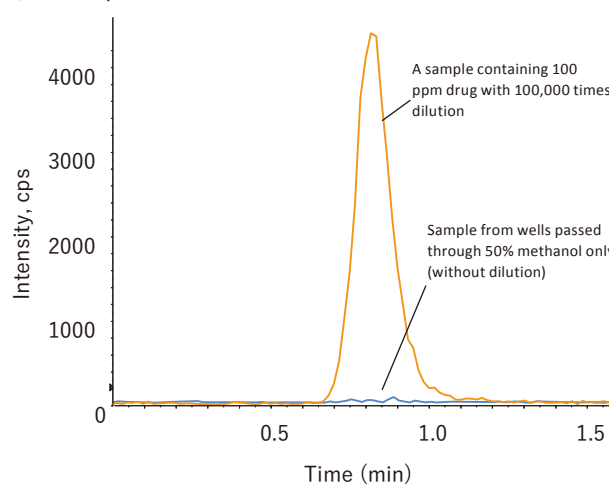 4000
A sample containing 100
ppm drug with 100,000 times
dilution
3000
Intensity, cps
Sample from wells passed
2000
through 50% methanol only
(without dilution)
1000
0
0.5
1.0
1.5
Time (min)